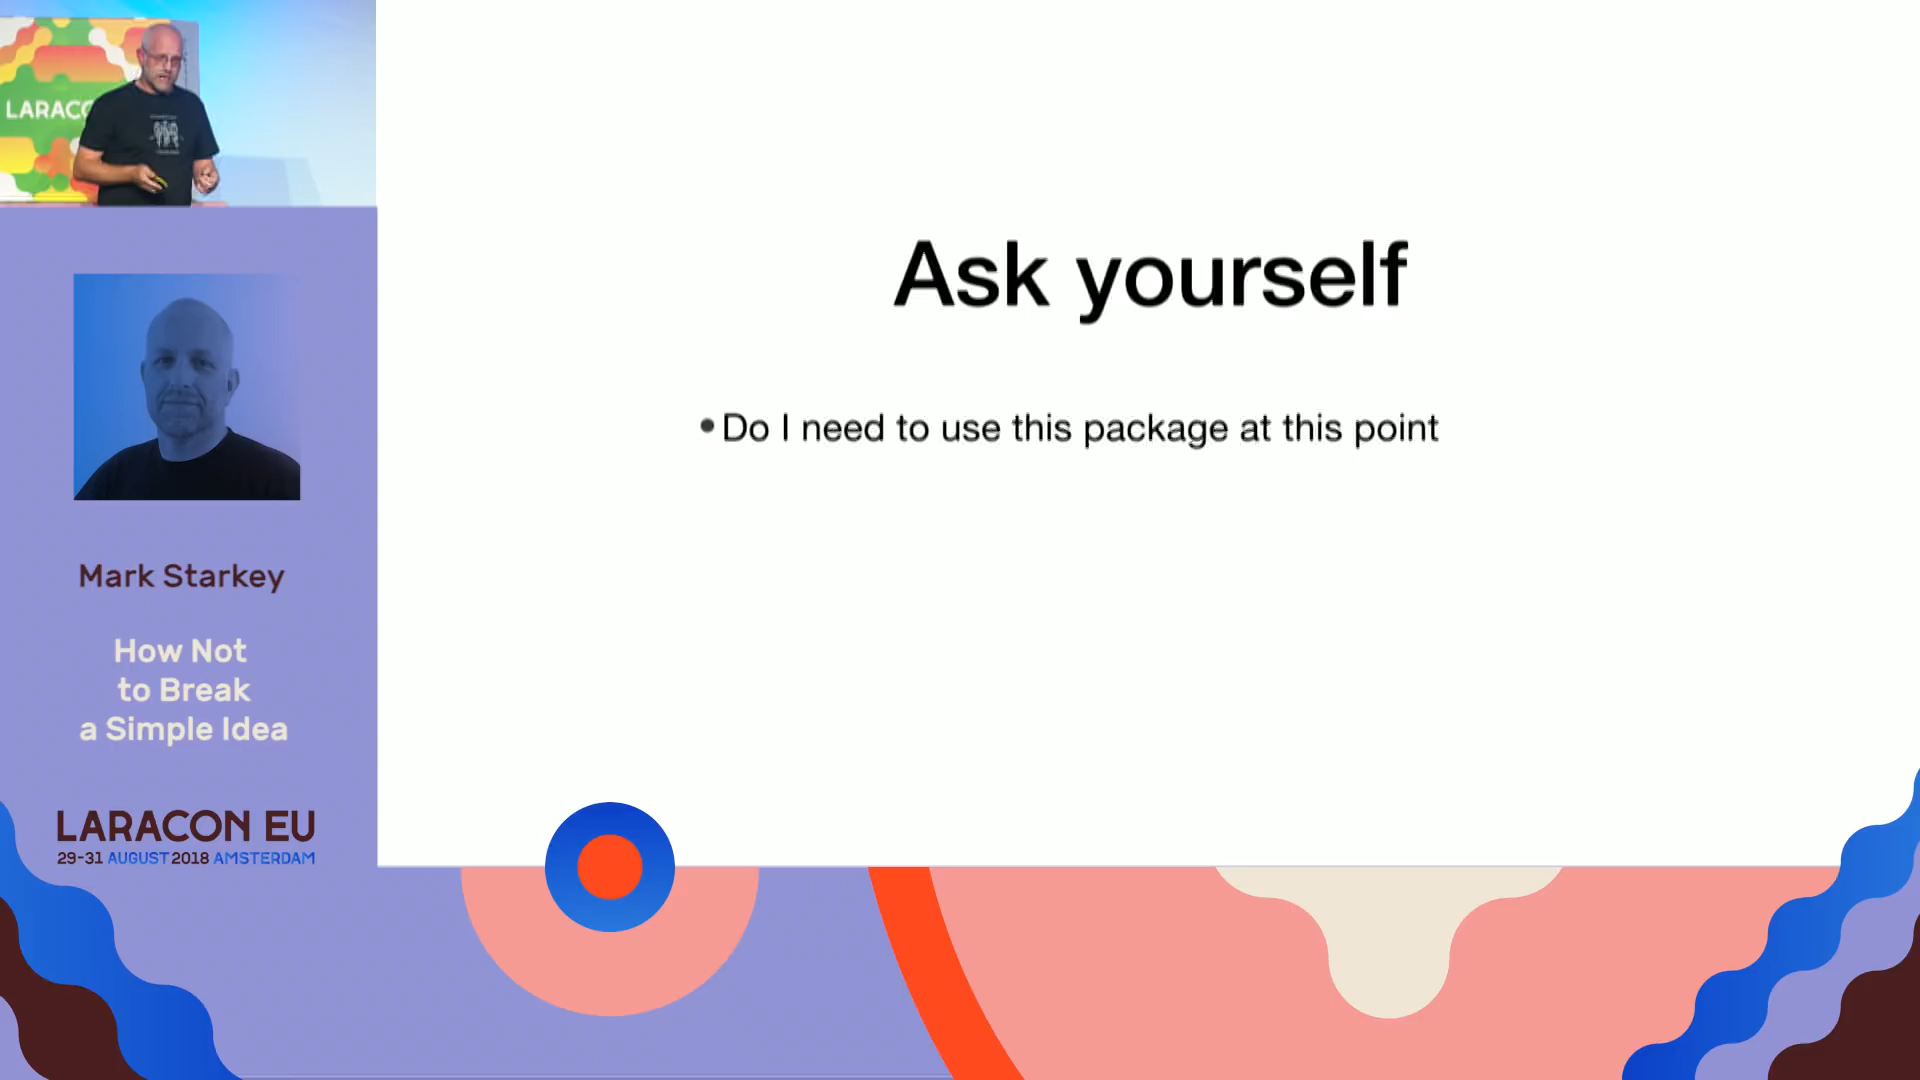 LARACO
Ask yourself
• Do I need to use this package at this point
Mark Starkey
How Not
to Break
a Simple Idea
LARACON EU
29-31 AUGUST 2018 AMSTERDAM